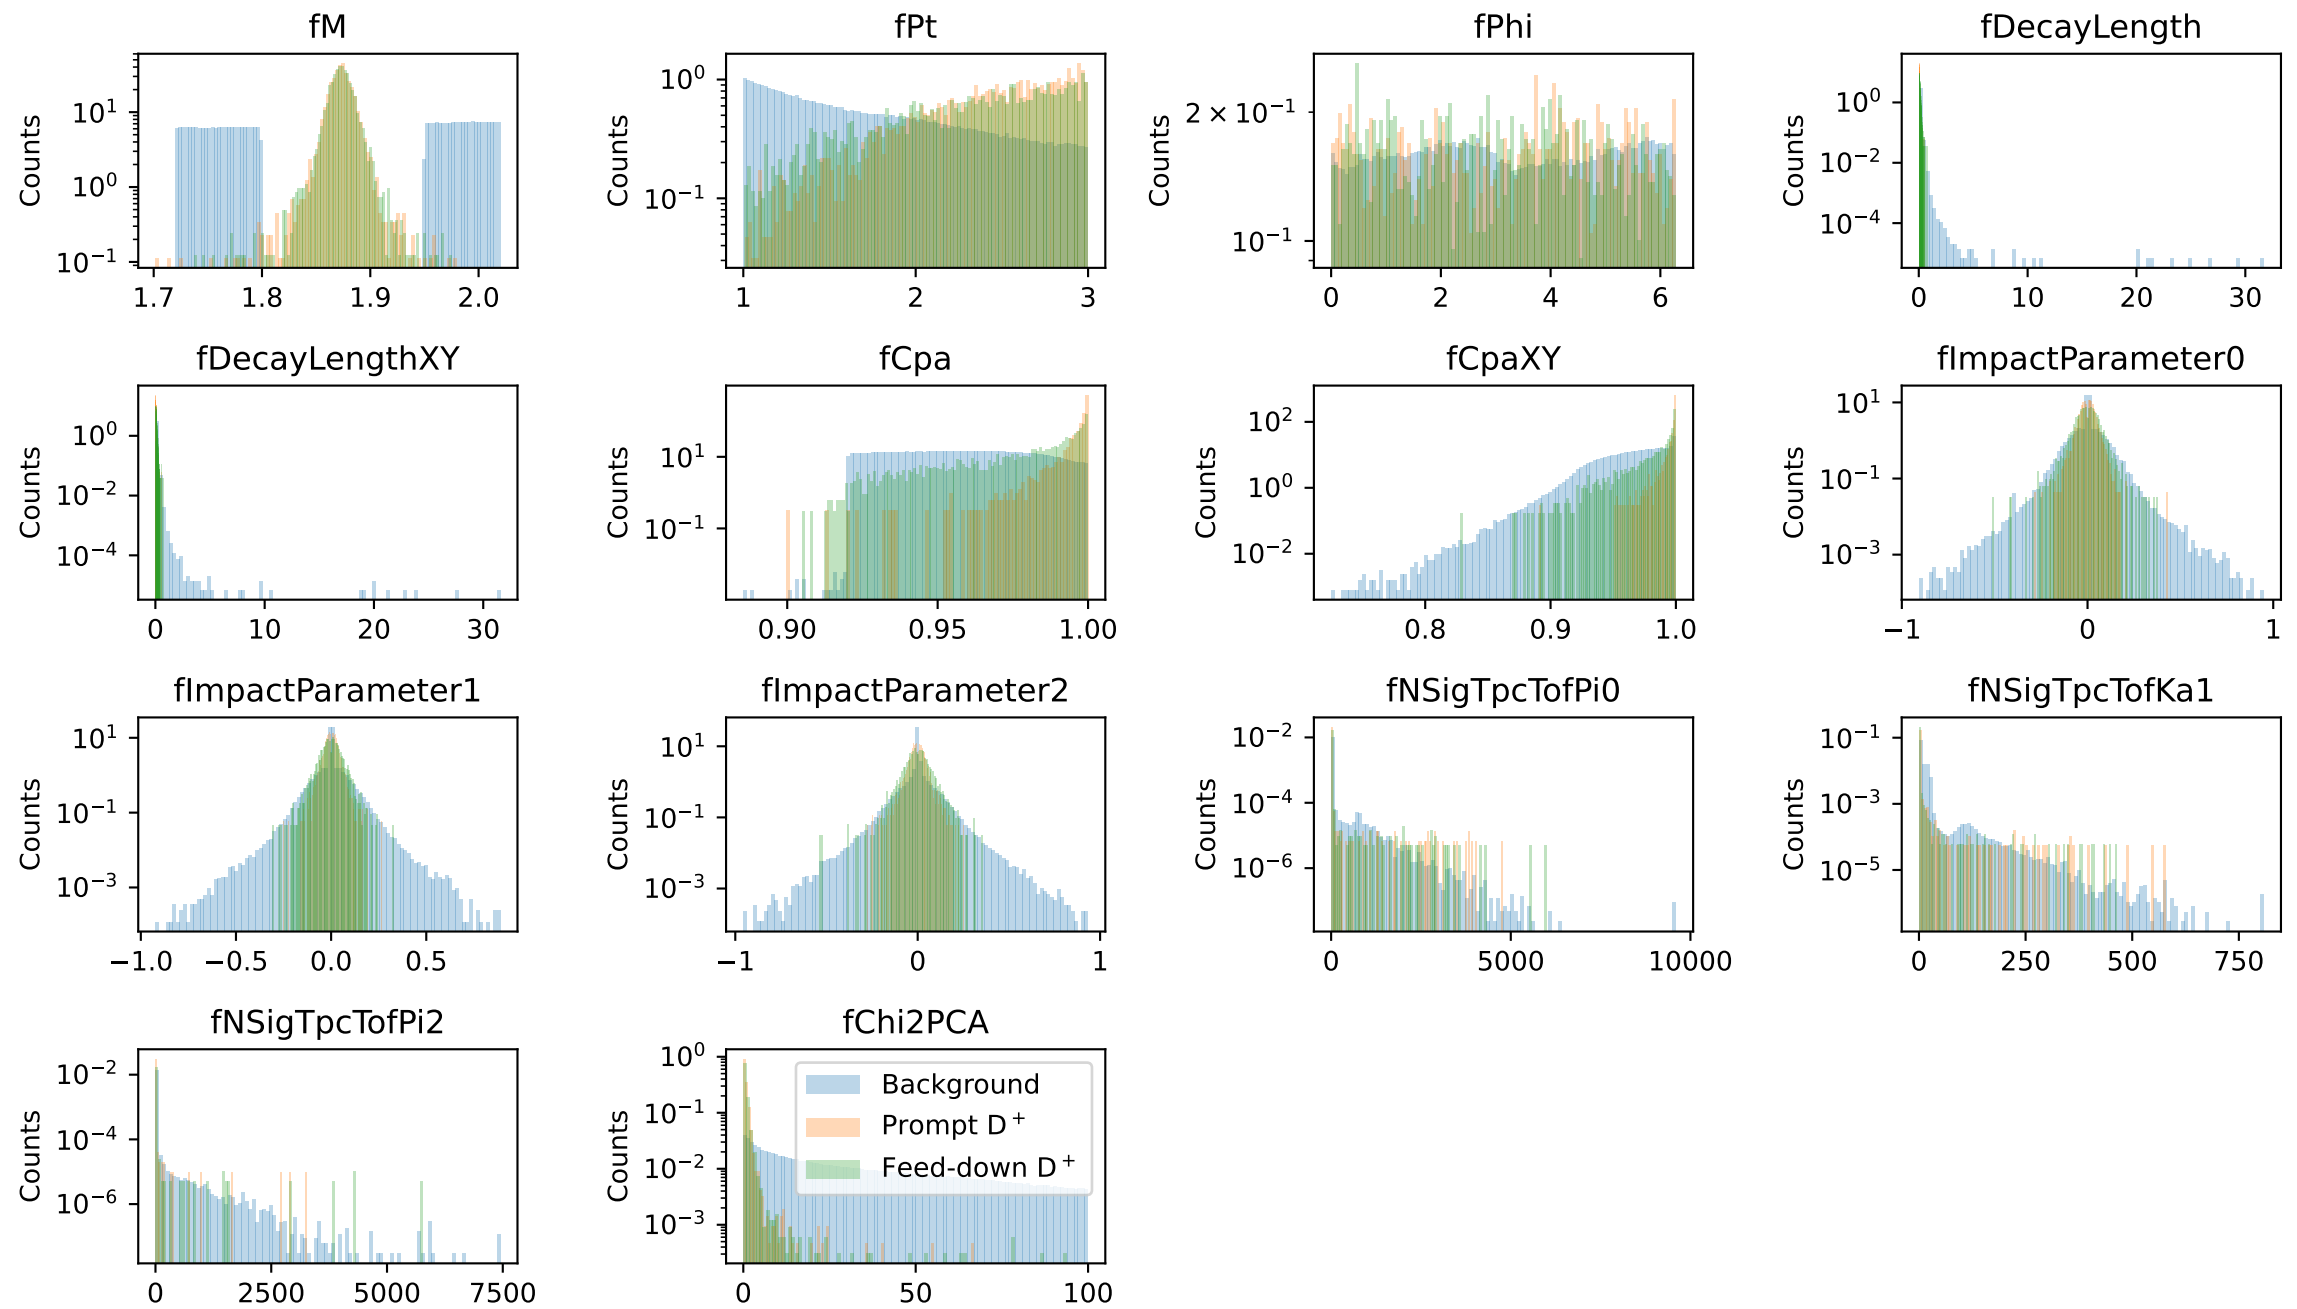 fM
fPt
fPhi
fDecayLength
Counts
10¹
10⁰
10⁻¹
1.7 1.8 1.9 2.0
Counts
10⁰
10⁻¹
1 2 3
Counts
2 × 10⁻¹
10⁻¹
0 2 4 6
Counts
10⁰
10⁻²
10⁻⁴
0 10 20 30
fDecayLengthXY
fCpa
fCpaXY
fImpactParameter0
Counts
10⁰
10⁻²
10⁻⁴
0 10 20 30
Counts
10¹
10⁻¹
0.90 0.95 1.00
Counts
10²
10⁰
10⁻²
0.8 0.9 1.0
Counts
10¹
10⁻¹
10⁻³
−1 0 1
fImpactParameter1
fImpactParameter2
fNSigTpcTofPi0
fNSigTpcTofKa1
Counts
10¹
10⁻¹
10⁻³
−1.0 −0.5 0.0 0.5
Counts
10¹
10⁻¹
10⁻³
−1 0 1
Counts
10⁻²
10⁻⁴
10⁻⁶
0 5000 10000
Counts
10⁻¹
10⁻³
10⁻⁵
0 250 500 750
fNSigTpcTofPi2
fChi2PCA
Counts
10⁻²
10⁻⁴
10⁻⁶
0 2500 5000 7500
Counts
10⁰
10⁻¹
10⁻²
10⁻³
Background
Prompt D⁺
Feed-down D⁺
0 50 100